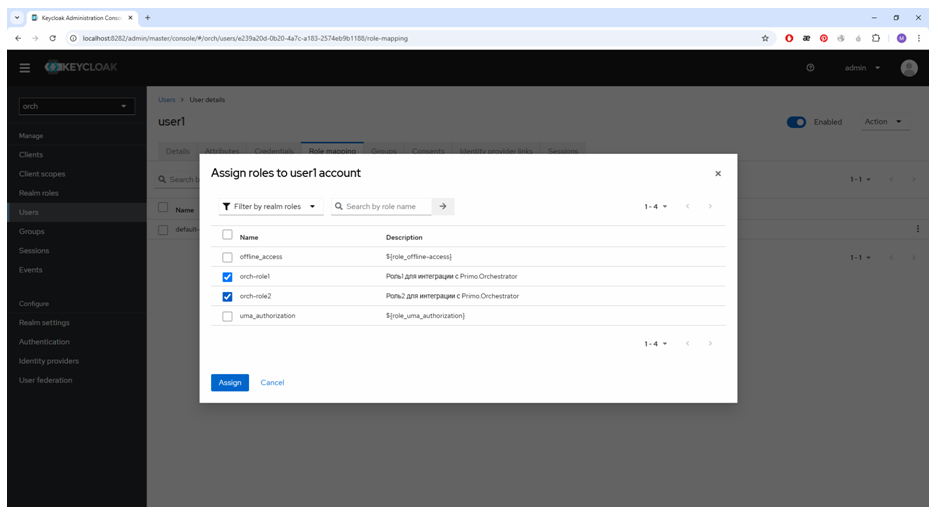 Keycloak Administration Consc
localhost:8282/admin/master/console/#/orch/users/e239a20d-0b20-4a7c-a183-2574eb9b1188/role-mapping
KEYCLOAK
admin
orch
Manage
Clients
Client scopes
Realm roles
Users
Groups
Sessions
Events
Configure
Realm settings
Authentication
Identity providers
User federation
Users > User details
user1
Enabled
Action
Details Attributes Credentials Role mapping Groups Consents Identity provider links Sessions
Search b
1-1
Name
default-
1-1
Assign roles to user1 account
Filter by realm roles
Search by role name
1 - 4
Name Description
offline_access ${role_offline-access}
orch-role1 Роль1 для интеграции с Primo.Orchestrator
orch-role2 Роль2 для интеграции с Primo.Orchestrator
uma_authorization ${role_uma_authorization}
1 - 4
Assign Cancel